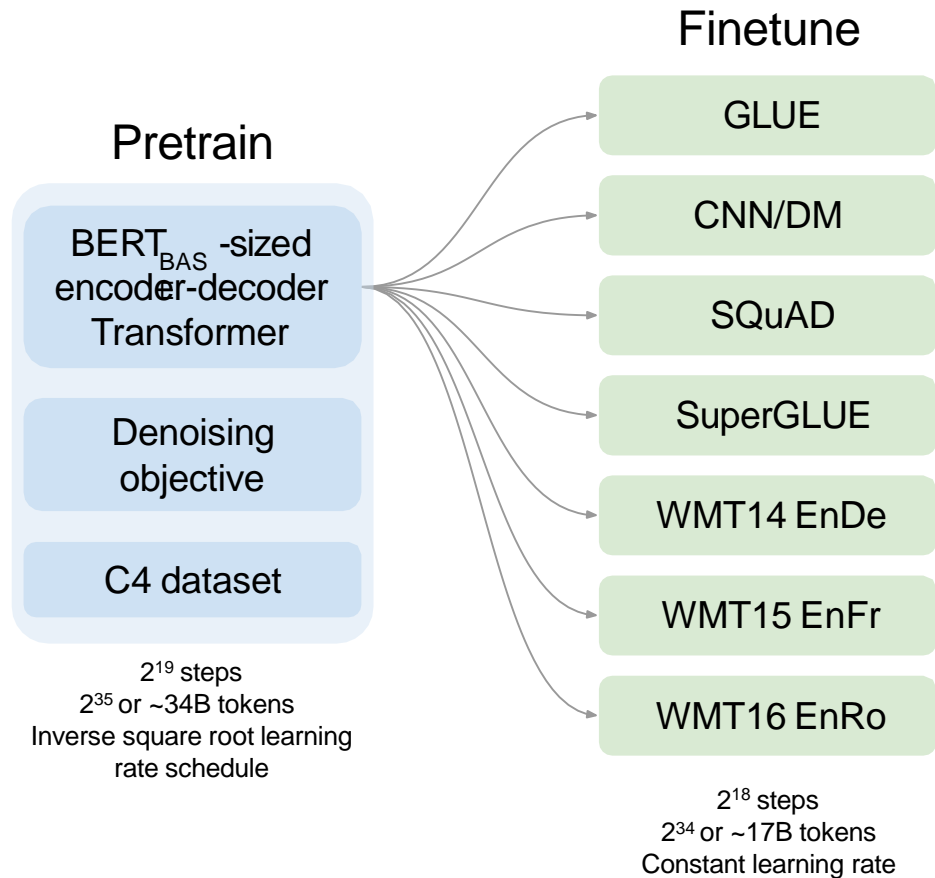 Pretrain
BERT_BAS -sized
encoder-decoder
Transformer
Denoising
objective
C4 dataset
2¹⁹ steps
2³⁵ or ~34B tokens
Inverse square root learning
rate schedule
Finetune
GLUE
CNN/DM
SQuAD
SuperGLUE
WMT14 EnDe
WMT15 EnFr
WMT16 EnRo
2¹⁸ steps
2³⁴ or ~17B tokens
Constant learning rate